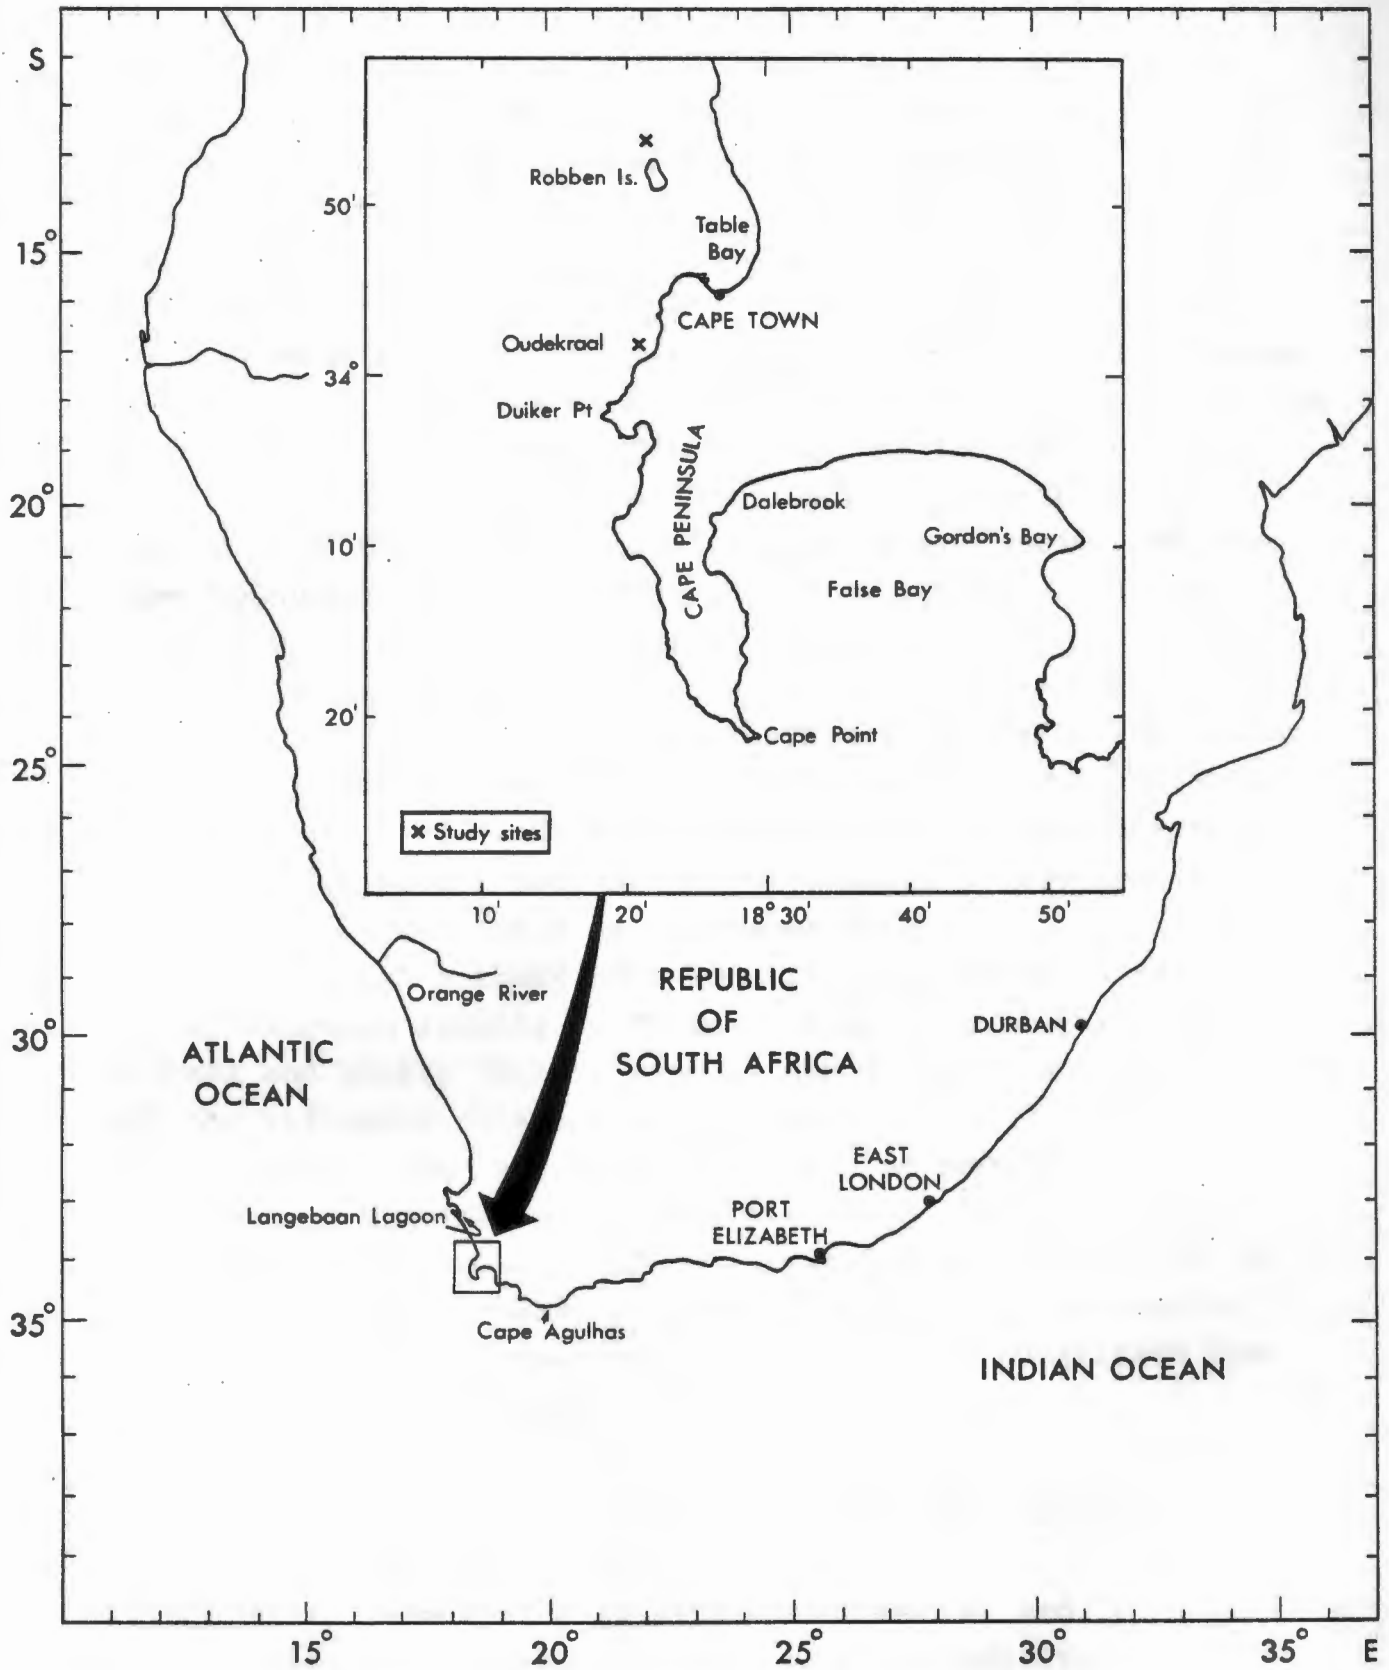 S
15°
20°
25°
30°
35°
50'
34°
10'
20'
Robben Is.
Table
Bay
CAPE TOWN
Oudekraal
Duiker Pt
CAPE PENINSULA
Dalebrook
Gordon's Bay
False Bay
Cape Point
× Study sites
10' 20' 18° 30' 40' 50'
Orange River
REPUBLIC
OF
SOUTH AFRICA
DURBAN
ATLANTIC
OCEAN
EAST
LONDON
PORT
ELIZABETH
Langebaan Lagoon
Cape Agulhas
INDIAN OCEAN
15° 20° 25° 30° 35° E